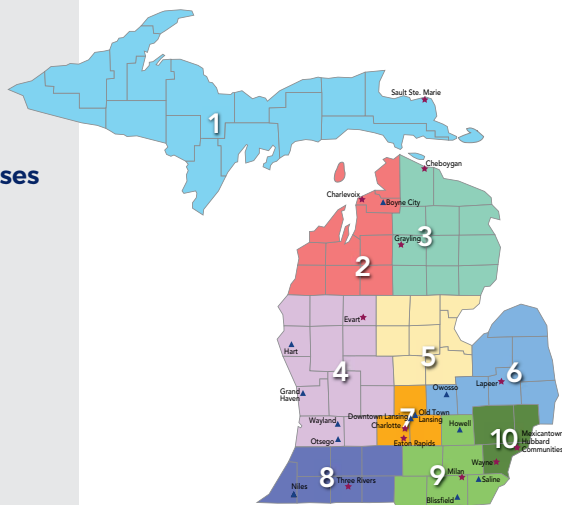 ses
Sault Ste. Marie
1
Cheboygan
Charlevoix
Boyne City
Grayling
3
2
Evart
Hart
5
4
6
Lapeer
Owosso
Grand
Haven
Downtown Lansing
Old Town
Lansing
7
Wayland
Charlotte
Howell
Otsego
Eaton Rapids
10
Mexicantown
Hubbard
Communities
Wayne
8
9
Milan
Three Rivers
Saline
Niles
Blissfield